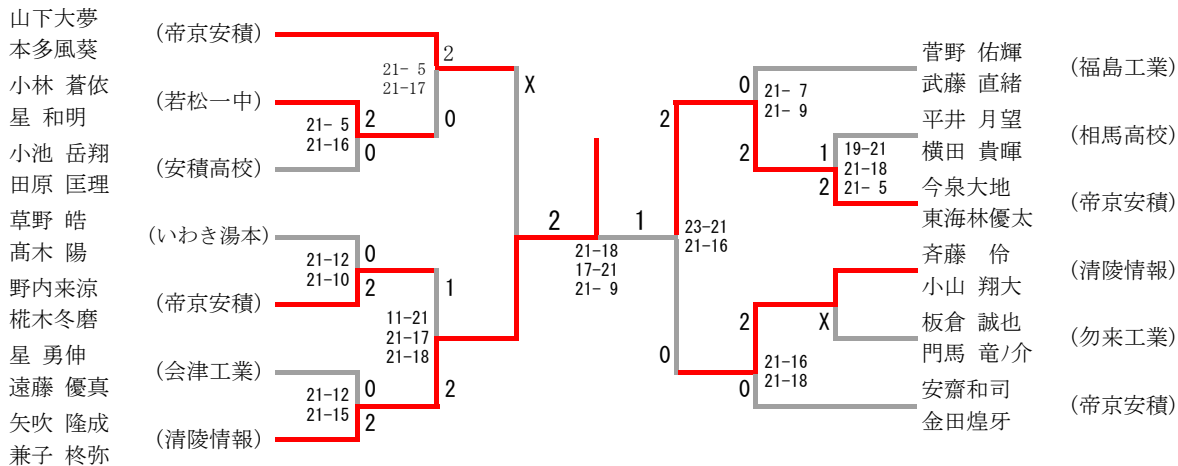 山下大夢
本多風葵
(帝京安積)
小林 蒼依
星 和明
(若松一中)
小池 岳翔
田原 匡理
(安積高校)
草野 皓
髙木 陽
(いわき湯本)
野内来涼
椛木冬磨
(帝京安積)
星 勇伸
遠藤 優真
(会津工業)
矢吹 隆成
兼子 柊弥
(清陵情報)
21- 5
21-16
2
0
21-12
21-10
0
2
21-12
21-15
0
2
2
21- 5
21-17
0
1
11-21
21-17
21-18
2
X
2
1
21-18
17-21
21- 9
2
23-21
21-16
0
0
21- 7
21- 9
2
1
19-21
21-18
2
21- 5
X
2
21-16
21-18
0
菅野 佑輝
武藤 直緒
(福島工業)
平井 月望
横田 貴暉
(相馬高校)
今泉大地
東海林優太
(帝京安積)
斉藤 伶
小山 翔大
(清陵情報)
板倉 誠也
門馬 竜ノ介
(勿来工業)
安齋和司
金田煌牙
(帝京安積)